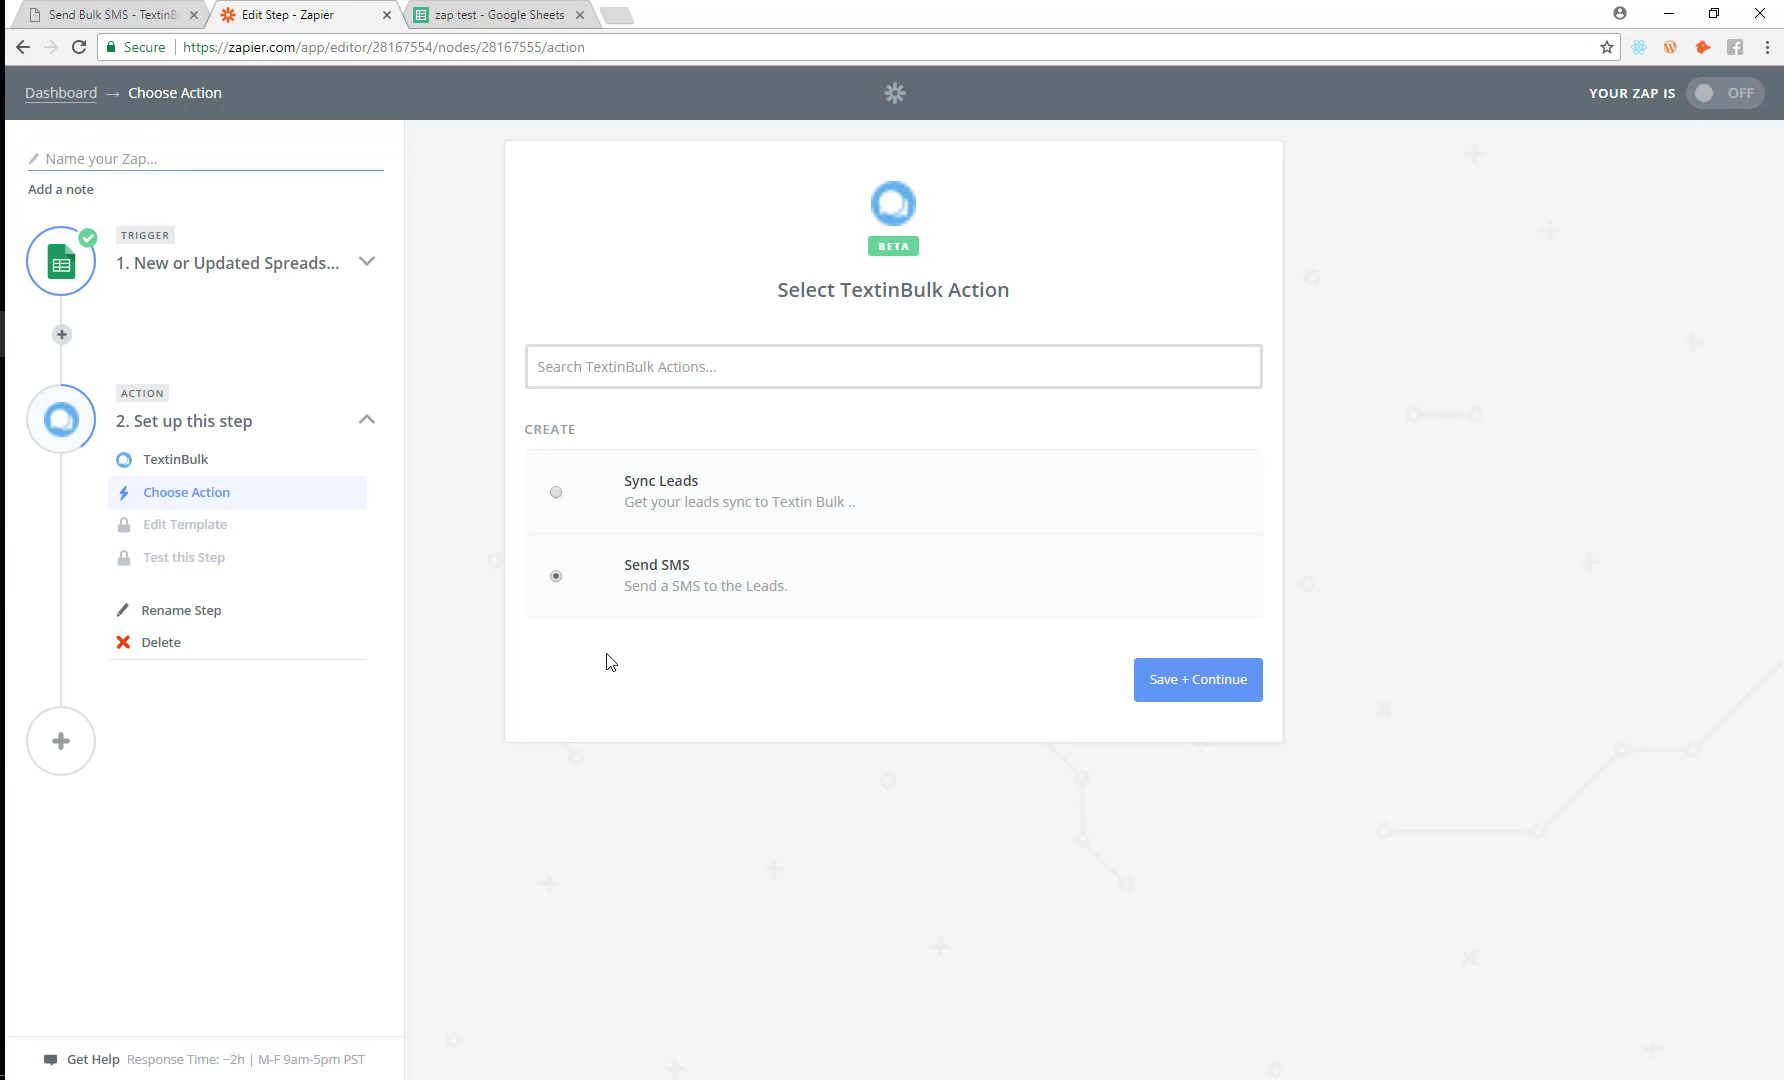 Send Bulk SMS - TextinB
Edit Step - Zapier
zap test - Google Sheets
Secure
https://zapier.com/app/editor/28167554/nodes/28167555/action
Dashboard → Choose Action
YOUR ZAP IS
OFF
Name your Zap...
Add a note
TRIGGER
1. New or Updated Spreads...
ACTION
2. Set up this step
TextinBulk
Choose Action
Edit Template
Test this Step
Rename Step
Delete
BETA
Select TextinBulk Action
Search TextinBulk Actions...
CREATE
Sync Leads
Get your leads sync to Textin Bulk ..
Send SMS
Send a SMS to the Leads.
Save + Continue
Get Help Response Time: ~2h | M-F 9am-5pm PST